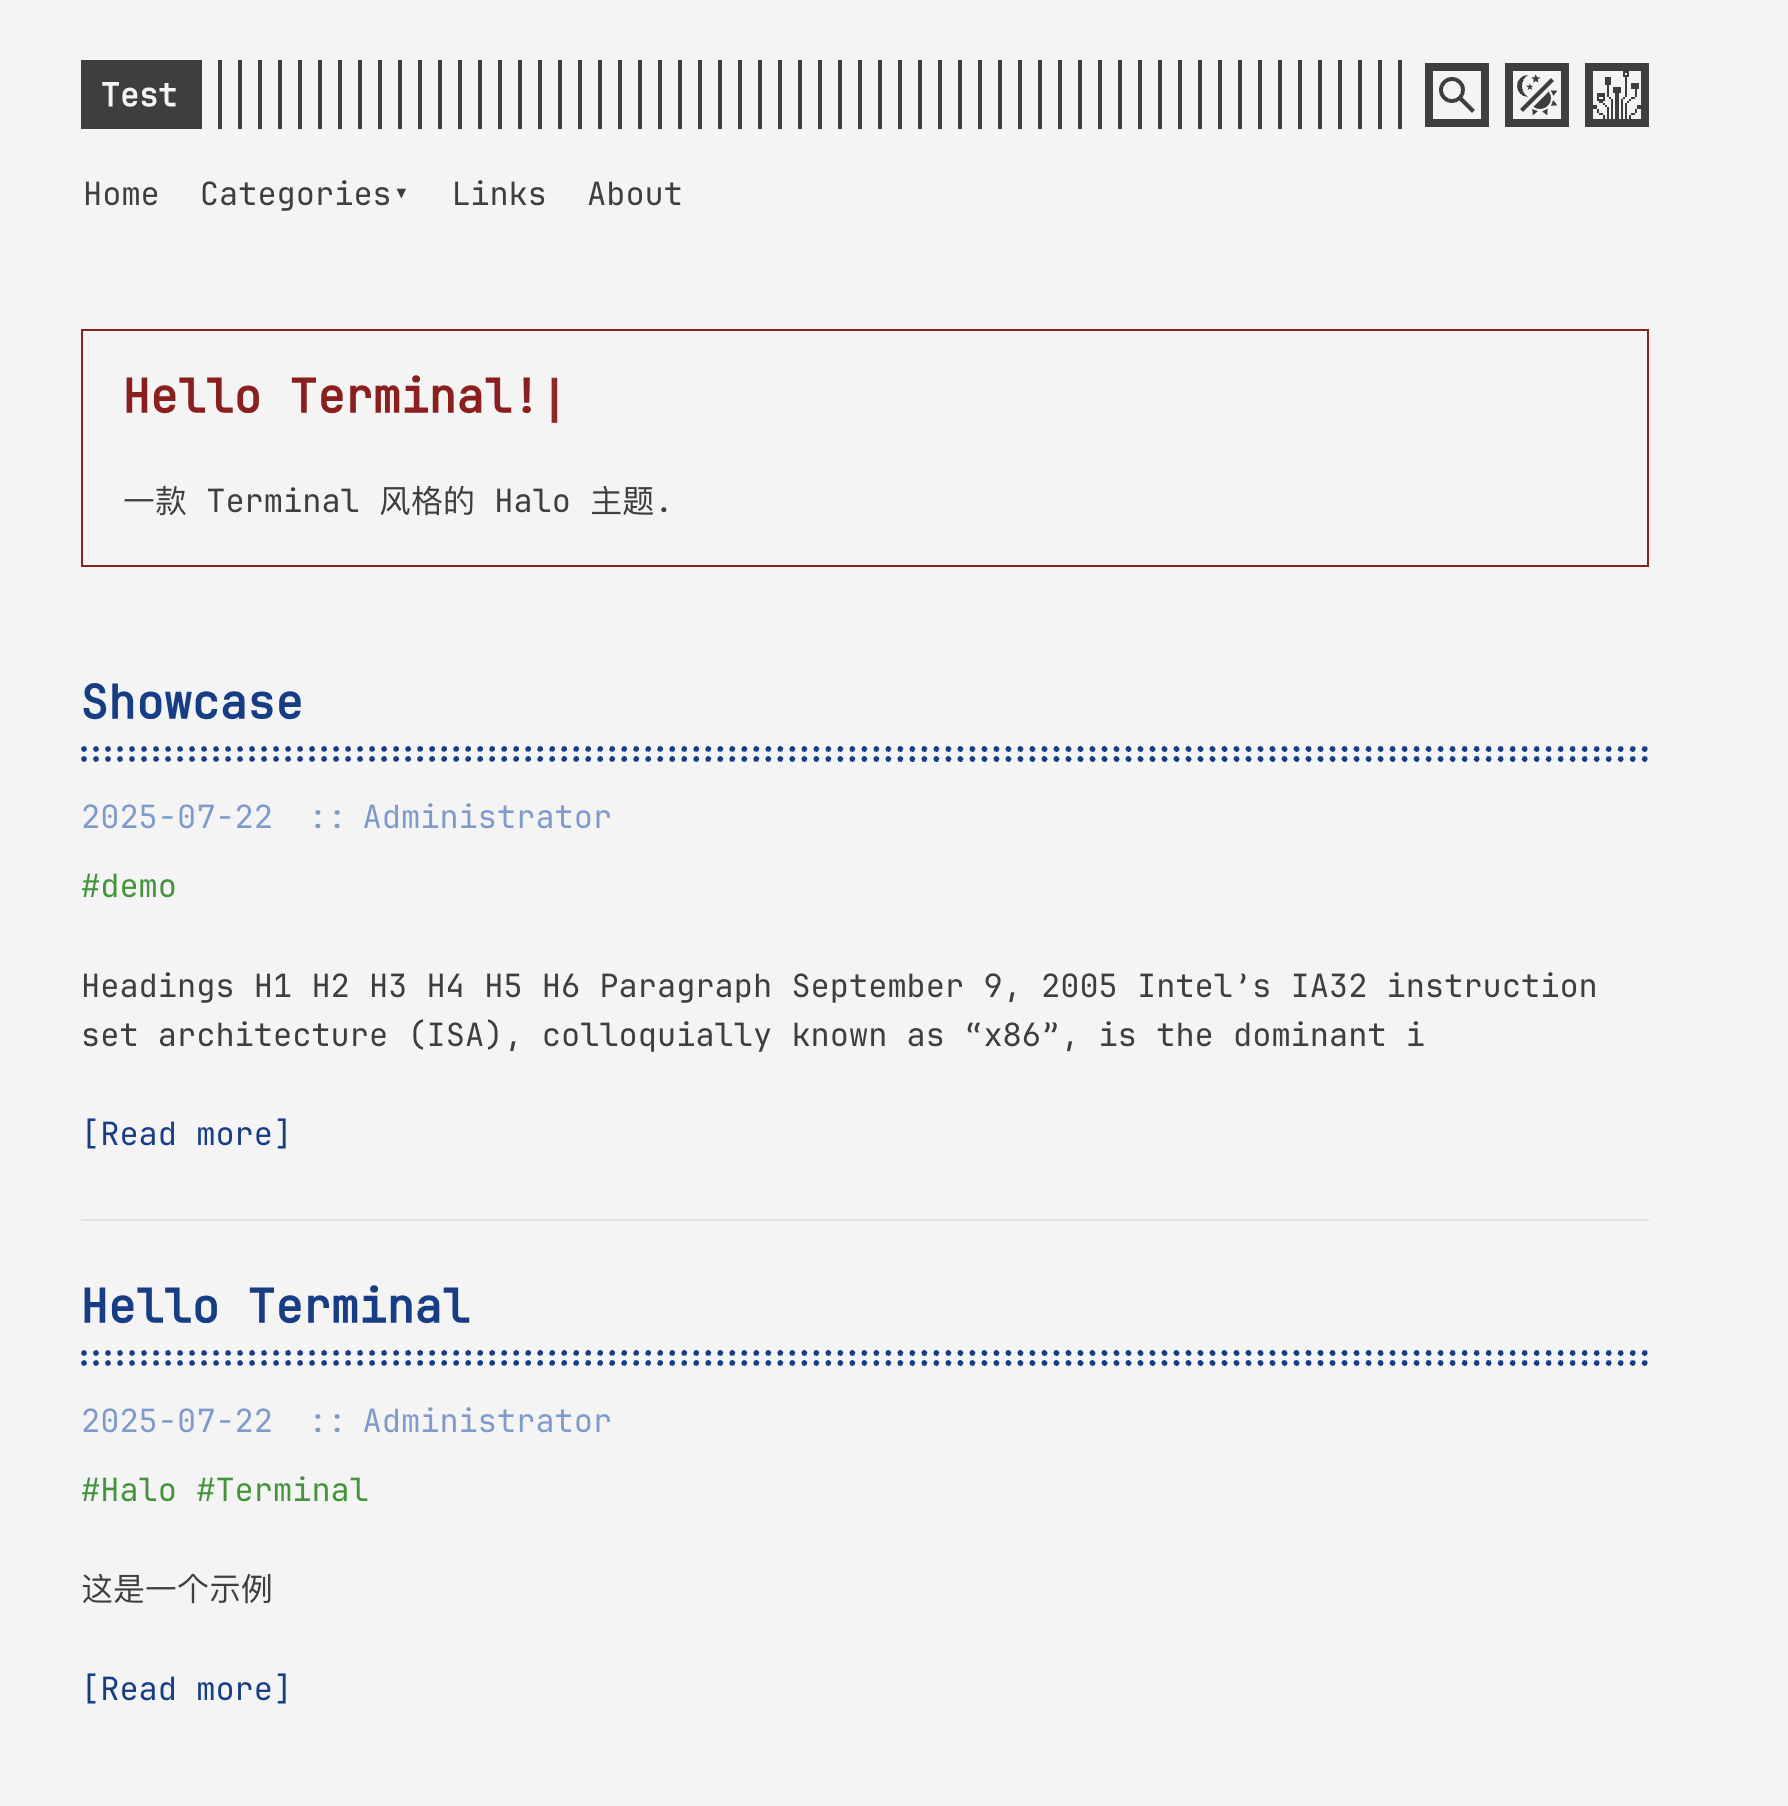 Test
Home Categories▾ Links About
Hello Terminal!|
一款 Terminal 风格的 Halo 主题.
Showcase
2025-07-22 :: Administrator
#demo
Headings H1 H2 H3 H4 H5 H6 Paragraph September 9, 2005 Intel’s IA32 instruction
set architecture (ISA), colloquially known as “x86”, is the dominant i
[Read more]
Hello Terminal
2025-07-22 :: Administrator
#Halo #Terminal
这是一个示例
[Read more]